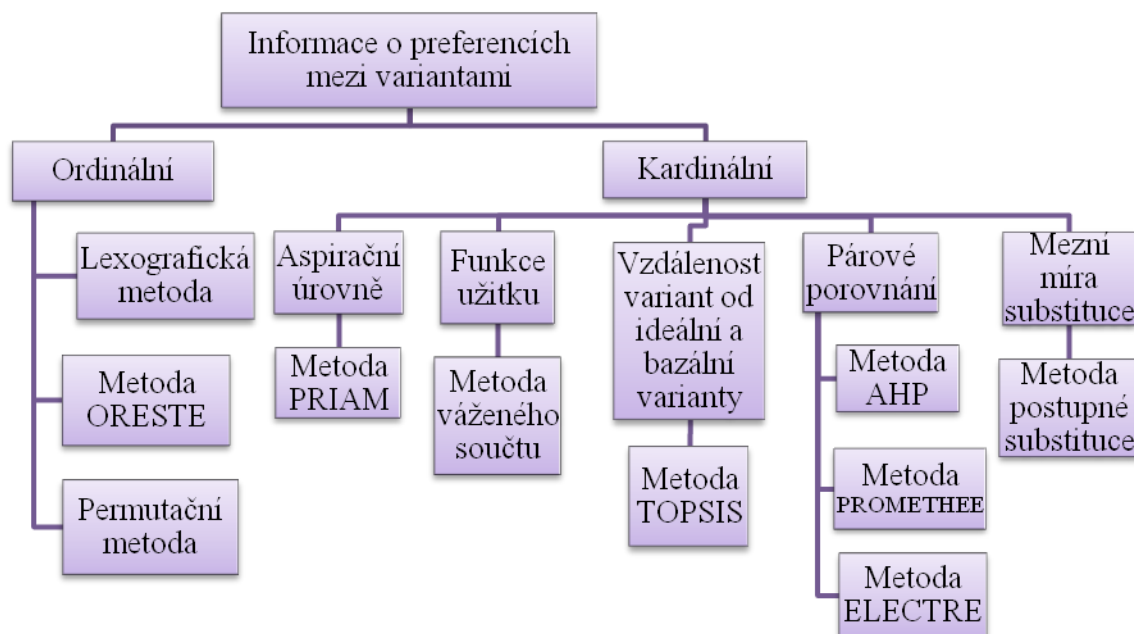 Informace o preferencích
mezi variantami
Ordinální
Kardinální
Lexografická
metoda
Metoda
ORESTE
Permutační
metoda
Aspirační
úrovně
Metoda
PRIAM
Funkce
užitku
Metoda
váženého
součtu
Vzdálenost
variant od
ideální a
bazální
varianty
Metoda
TOPSIS
Párové
porovnání
Metoda
AHP
Metoda
PROMETHEE
Metoda
ELECTRE
Mezní
míra
substituce
Metoda
postupné
substituce